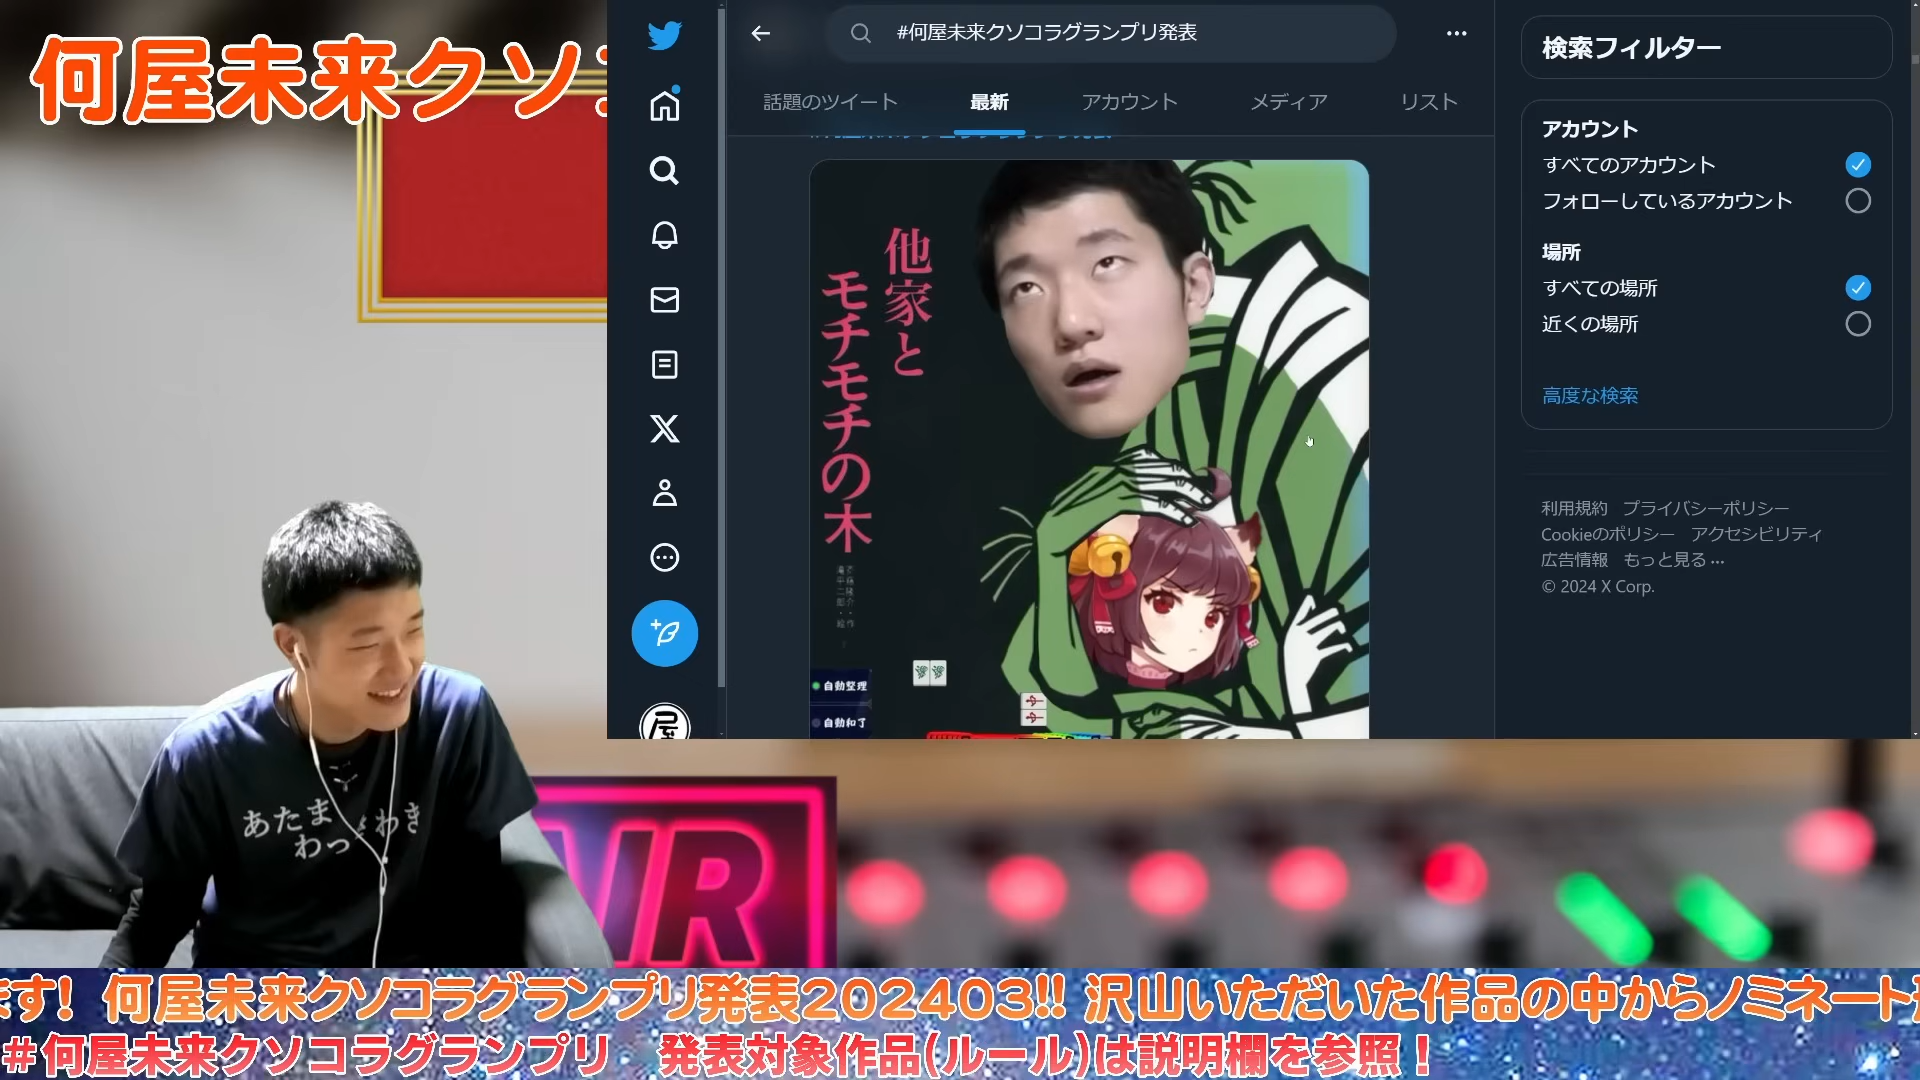 何屋未来クソコ
#何屋未来クソコラグランプリ発表
話題のツイート
最新
アカウント
メディア
リスト
他家と
モチモチの木
自動整理
自動和了
検索フィルター
アカウント
すべてのアカウント
フォローしているアカウント
場所
すべての場所
近くの場所
高度な検索
利用規約 プライバシーポリシー
Cookieのポリシー アクセシビリティ
広告情報 もっと見る ...
© 2024 X Corp.
屋
あたま
わき
わっ
ます! 何屋未来クソコラグランプリ発表202403!! 沢山いただいた作品の中からノミネート
#何屋未来クソコラグランプリ 発表対象作品(ルール)は説明欄を参照!